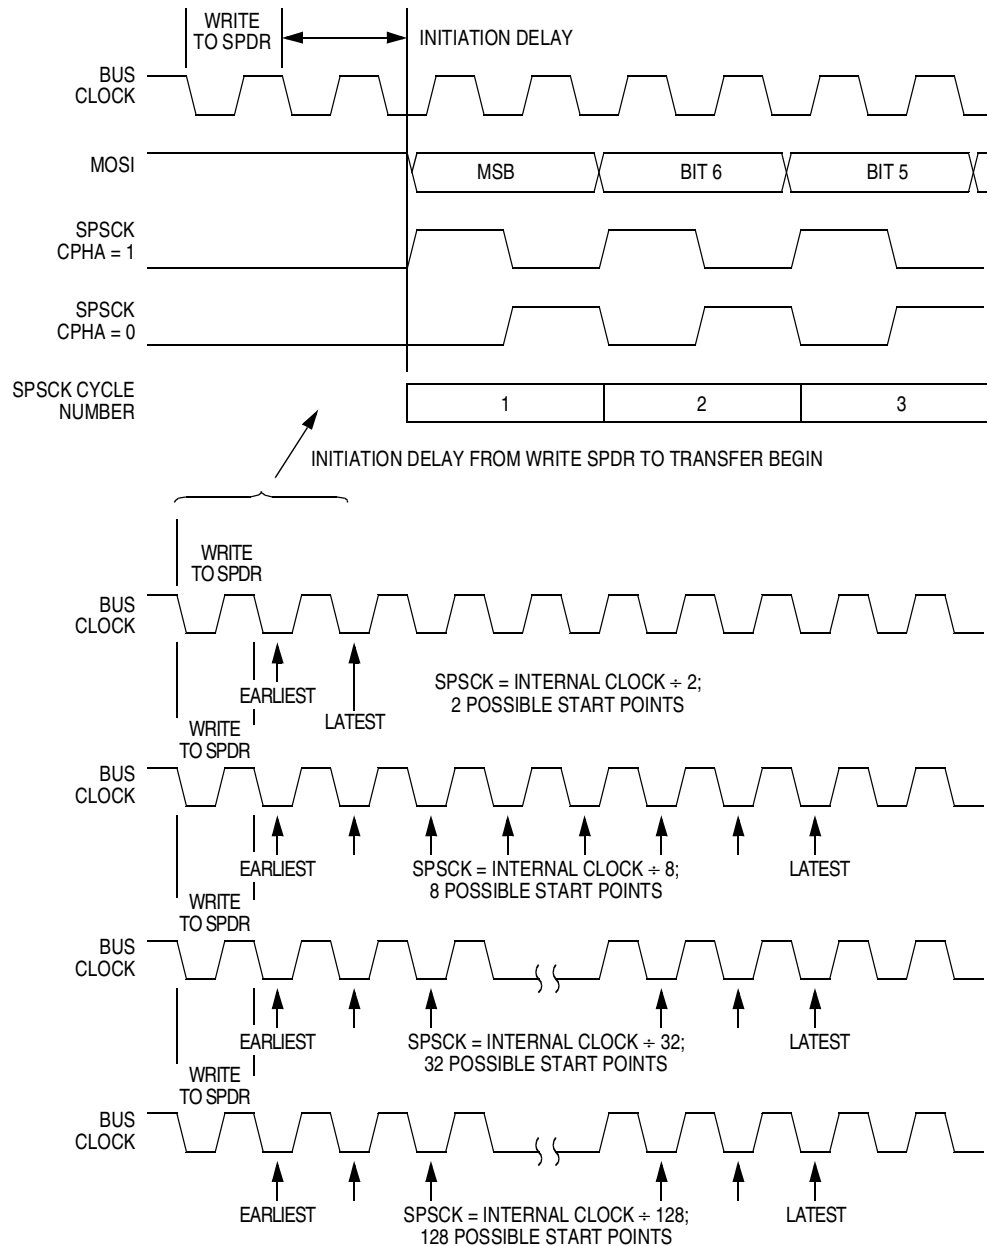 WRITE
TO SPDR
INITIATION DELAY
BUS
CLOCK
MOSI
MSB
BIT 6
BIT 5
SPSCK
CPHA = 1
SPSCK
CPHA = 0
SPSCK CYCLE
NUMBER
1
2
3
INITIATION DELAY FROM WRITE SPDR TO TRANSFER BEGIN
WRITE
TO SPDR
BUS
CLOCK
EARLIEST
LATEST
SPSCK = INTERNAL CLOCK ÷ 2;
2 POSSIBLE START POINTS
WRITE
TO SPDR
BUS
CLOCK
EARLIEST
SPSCK = INTERNAL CLOCK ÷ 8;
8 POSSIBLE START POINTS
LATEST
WRITE
TO SPDR
BUS
CLOCK
EARLIEST
SPSCK = INTERNAL CLOCK ÷ 32;
32 POSSIBLE START POINTS
LATEST
WRITE
TO SPDR
BUS
CLOCK
EARLIEST
SPSCK = INTERNAL CLOCK ÷ 128;
128 POSSIBLE START POINTS
LATEST